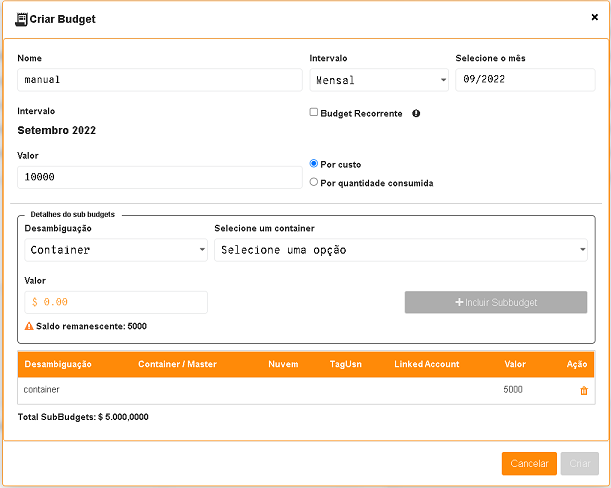 Criar Budget
Nome
Intervalo
Selecione o mês
manual
Mensal
09/2022
Intervalo
Setembro 2022
Budget Recorrente
Valor
10000
Por custo
Por quantidade consumida
Detalhes do sub budgets
Desambiguação
Selecione um container
Container
Selecione uma opção
Valor
$ 0.00
Incluir Subbudget
Saldo remanescente: 5000
Desambiguação Container / Master Nuvem TagUsn Linked Account Valor Ação
container 5000
Total SubBudgets: $ 5.000,0000
Cancelar
Criar